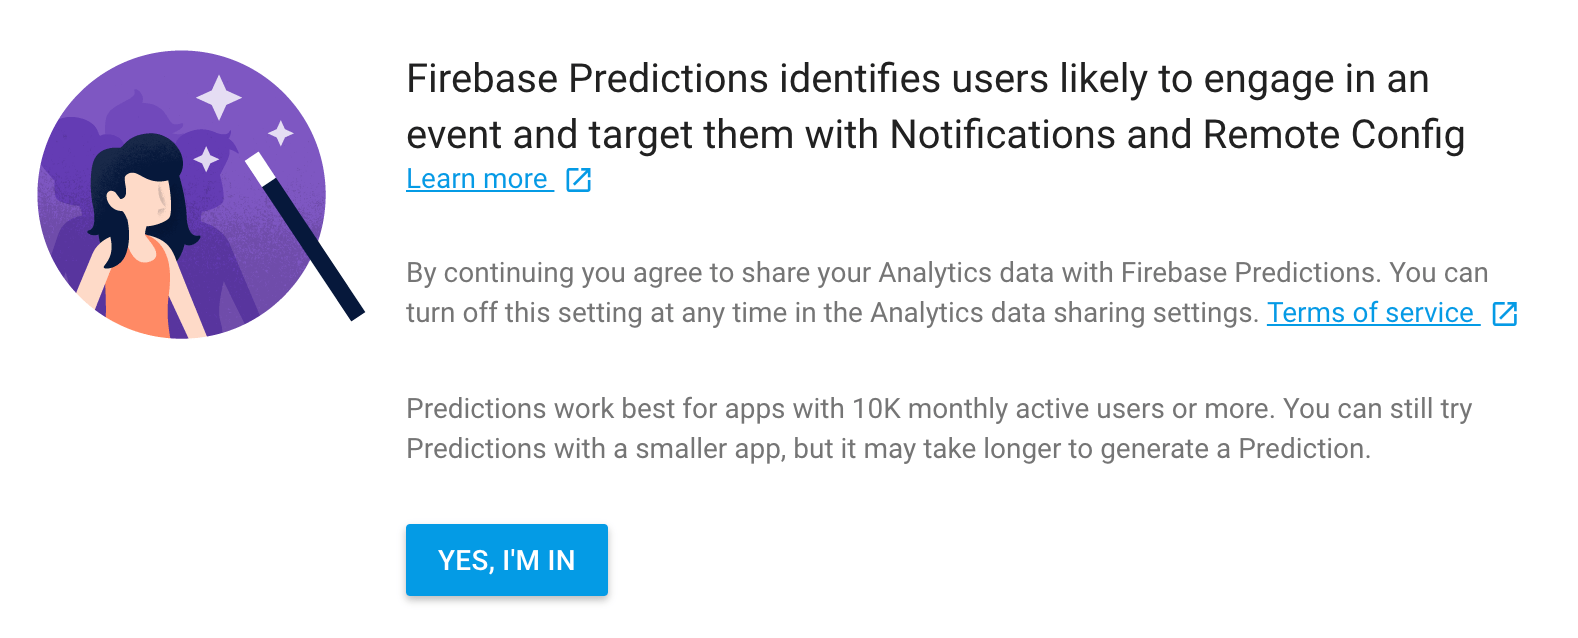 Firebase Predictions identifies users likely to engage in an
event and target them with Notifications and Remote Config
Learn more
By continuing you agree to share your Analytics data with Firebase Predictions. You can
turn off this setting at any time in the Analytics data sharing settings. Terms of service
Predictions work best for apps with 10K monthly active users or more. You can still try
Predictions with a smaller app, but it may take longer to generate a Prediction.
YES, I'M IN